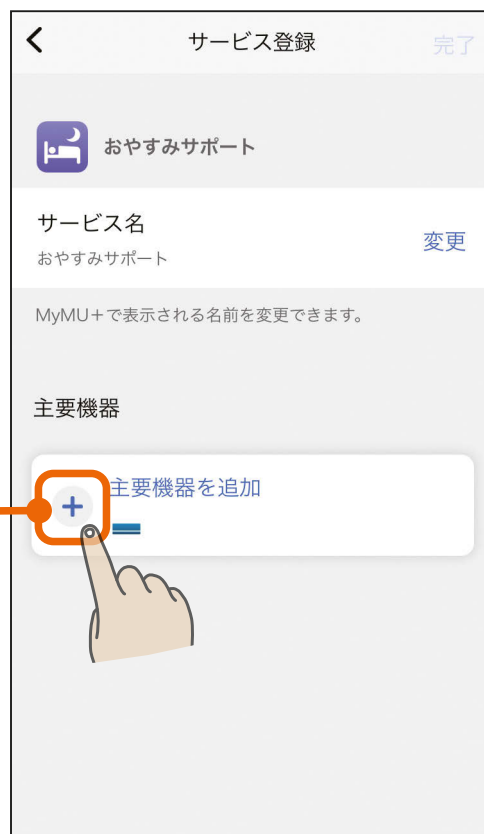 サービス登録
完了
おやすみサポート
サービス名
おやすみサポート
変更
MyMU+で表示される名前を変更できます。
主要機器
主要機器を追加